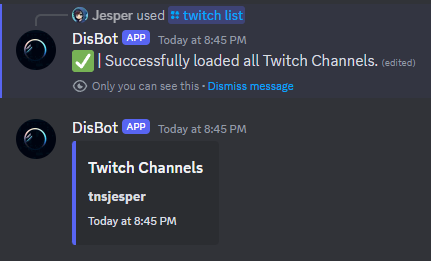 Jesper used twitch list
DisBot APP Today at 8:45 PM
✅ | Successfully loaded all Twitch Channels. (edited)
Only you can see this • Dismiss message
DisBot APP Today at 8:45 PM
Twitch Channels
tnsjesper
Today at 8:45 PM